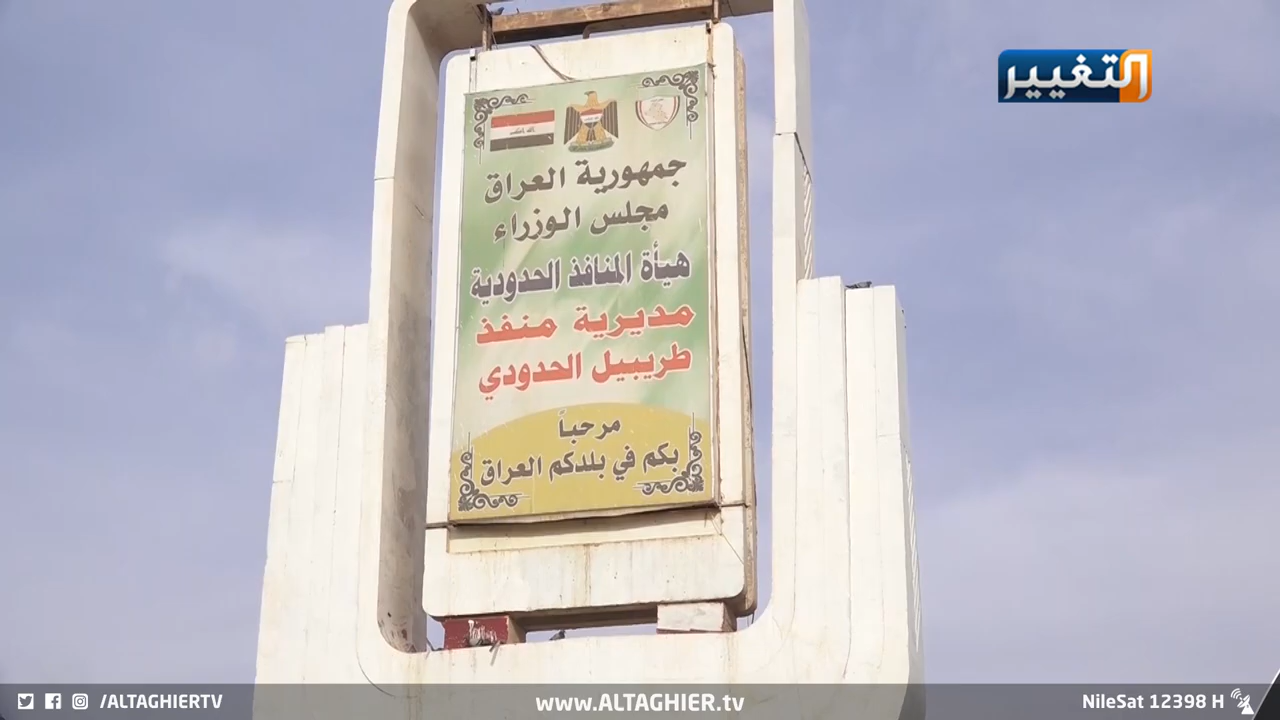 التغيير
جمهورية العراق
مجلس الوزراء
هيأة المنافذ الحدودية
مديرية منفذ
طريبيل الحدودي
مرحباً
بكم في بلدكم العراق
/ALTAGHIERTV
www.ALTAGHIER.tv
NileSat 12398 H